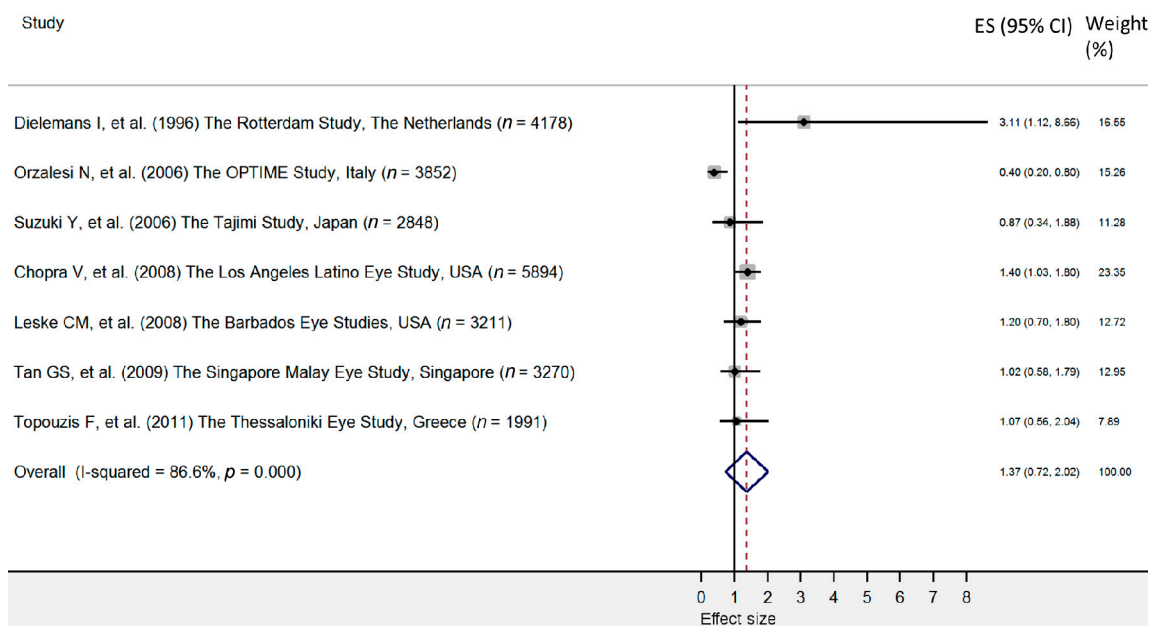 Study ES (95% CI) Weight
(%)
Dielemans I, et al. (1996) The Rotterdam Study, The Netherlands (n = 4178) 3.11 (1.12, 8.66) 16.55
Orzalesi N, et al. (2006) The OPTIME Study, Italy (n = 3852) 0.40 (0.20, 0.80) 15.26
Suzuki Y, et al. (2006) The Tajimi Study, Japan (n = 2848) 0.87 (0.34, 1.88) 11.28
Chopra V, et al. (2008) The Los Angeles Latino Eye Study, USA (n = 5894) 1.40 (1.03, 1.80) 23.35
Leske CM, et al. (2008) The Barbados Eye Studies, USA (n = 3211) 1.20 (0.70, 1.80) 12.72
Tan GS, et al. (2009) The Singapore Malay Eye Study, Singapore (n = 3270) 1.02 (0.58, 1.79) 12.95
Topouzis F, et al. (2011) The Thessaloniki Eye Study, Greece (n = 1991) 1.07 (0.56, 2.04) 7.89
Overall (I-squared = 86.6%, p = 0.000) 1.37 (0.72, 2.02) 100.00
0 1 2 3 4 5 6 7 8
Effect size